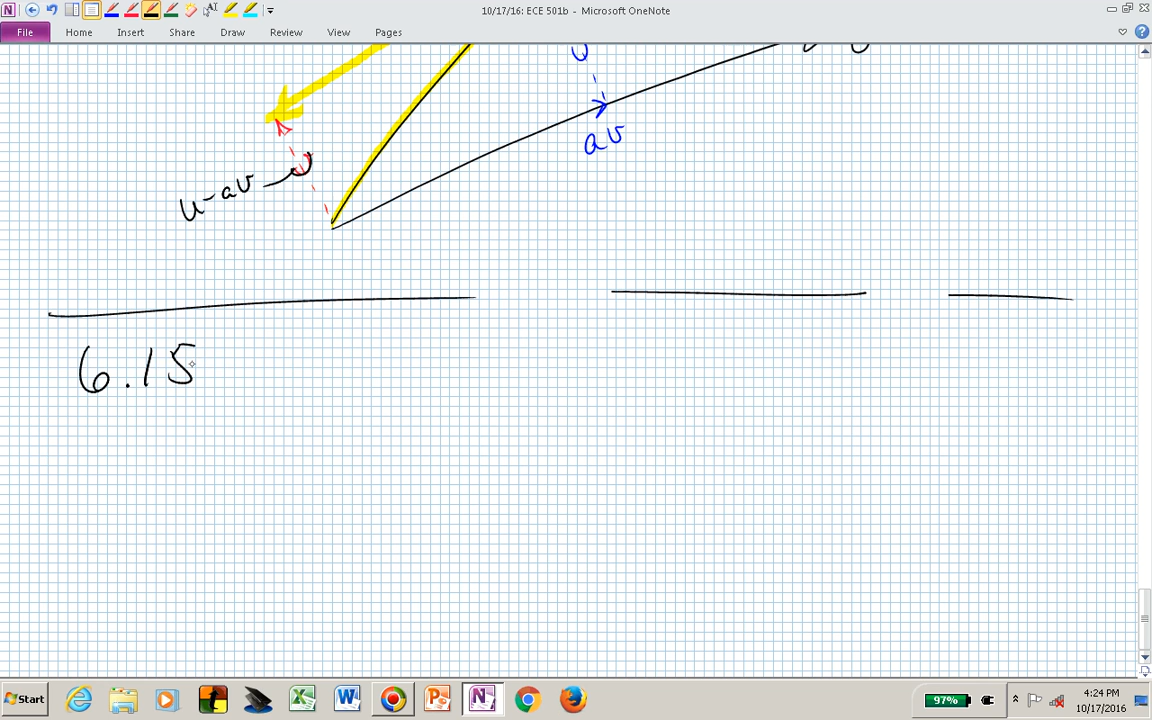 10/17/16: ECE 501b - Microsoft OneNote
File Home Insert Share Draw Review View Pages
av
u-av
6.15
Start
97%
4:24 PM
10/17/2016